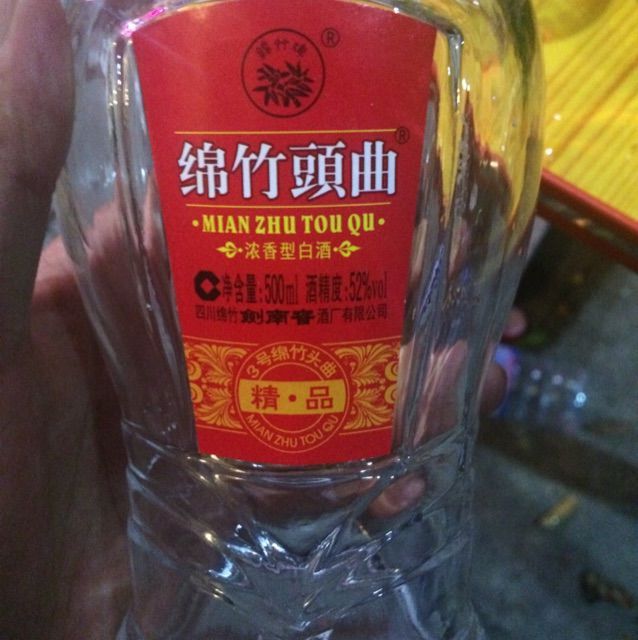 ®
绵竹頭曲®
·MIAN ZHU TOU QU·
浓香型白酒
净含量:500ml 酒精度:52%vol
四川绵竹剑南春酒厂有限公司
3号绵竹头曲
精·品
MIAN ZHU TOU QU